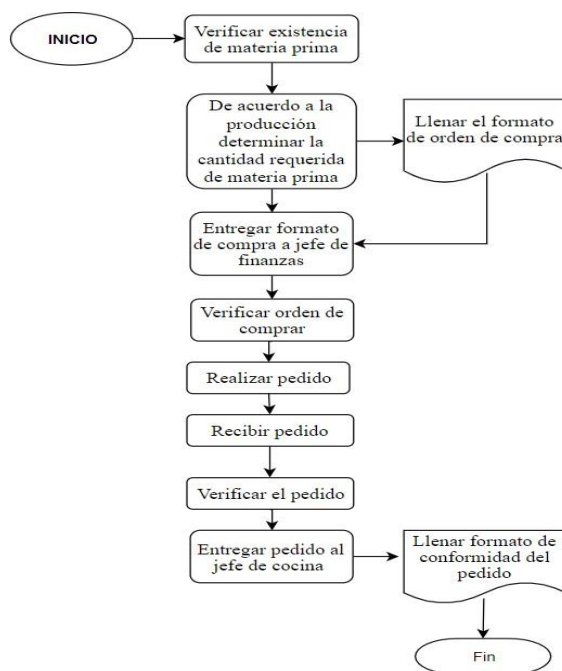 INICIO
Verificar existencia
de materia prima
De acuerdo a la
producción
determinar la
cantidad requerida
de materia prima
Llenar el formato
de orden de compra
Entregar formato
de compra a jefe de
finanzas
Verificar orden de
comprar
Realizar pedido
Recibir pedido
Verificar el pedido
Entregar pedido al
jefe de cocina
Llenar formato de
conformidad del
pedido
Fin